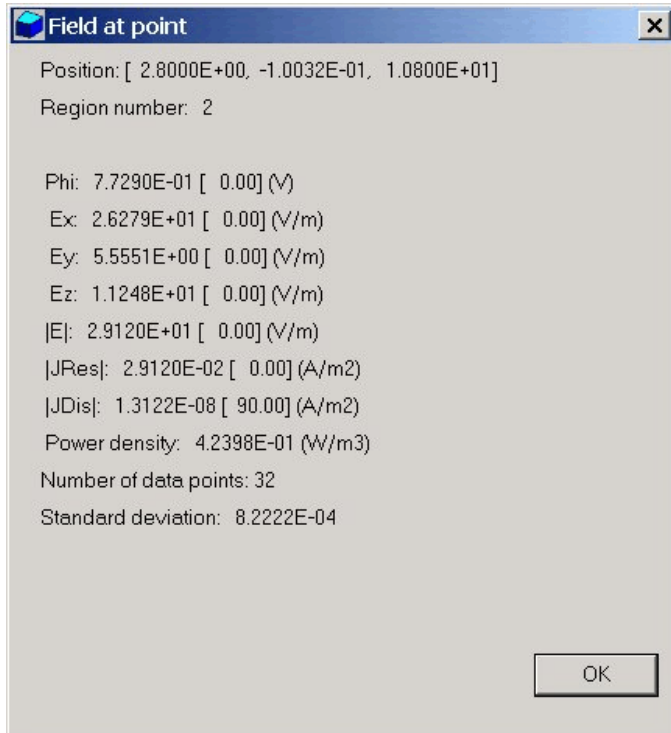 Field at point
Position: [ 2.8000E+00, -1.0032E-01, 1.0800E+01]
Region number: 2
Phi: 7.7290E-01 [ 0.00] (V)
Ex: 2.6279E+01 [ 0.00] (V/m)
Ey: 5.5551E+00 [ 0.00] (V/m)
Ez: 1.1248E+01 [ 0.00] (V/m)
|E|: 2.9120E+01 [ 0.00] (V/m)
|JRes|: 2.9120E-02 [ 0.00] (A/m2)
|JDis|: 1.3122E-08 [ 90.00] (A/m2)
Power density: 4.2398E-01 (W/m3)
Number of data points: 32
Standard deviation: 8.2222E-04
OK